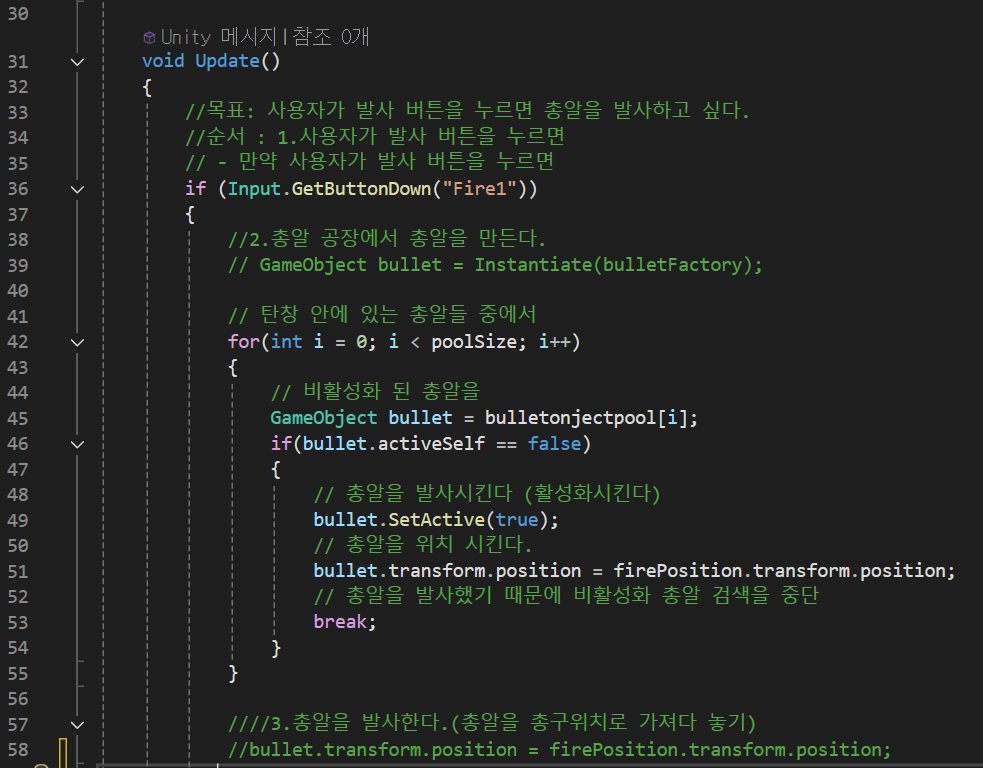 30
Unity 메시지|참조 0개
31 void Update()
32 {
33 //목표: 사용자가 발사 버튼을 누르면 총알을 발사하고 싶다.
34 //순서 : 1.사용자가 발사 버튼을 누르면
35 // - 만약 사용자가 발사 버튼을 누르면
36 if (Input.GetButtonDown("Fire1"))
37 {
38 //2.총알 공장에서 총알을 만든다.
39 // GameObject bullet = Instantiate(bulletFactory);
40
41 // 탄창 안에 있는 총알들 중에서
42 for(int i = 0; i < poolSize; i++)
43 {
44 // 비활성화 된 총알을
45 GameObject bullet = bulletonjectpool[i];
46 if(bullet.activeSelf == false)
47 {
48 // 총알을 발사시킨다 (활성화시킨다)
49 bullet.SetActive(true);
50 // 총알을 위치 시킨다.
51 bullet.transform.position = firePosition.transform.position;
52 // 총알을 발사했기 때문에 비활성화 총알 검색을 중단
53 break;
54 }
55 }
56
57 ////3.총알을 발사한다.(총알을 총구위치로 가져다 놓기)
58 //bullet.transform.position = firePosition.transform.position;